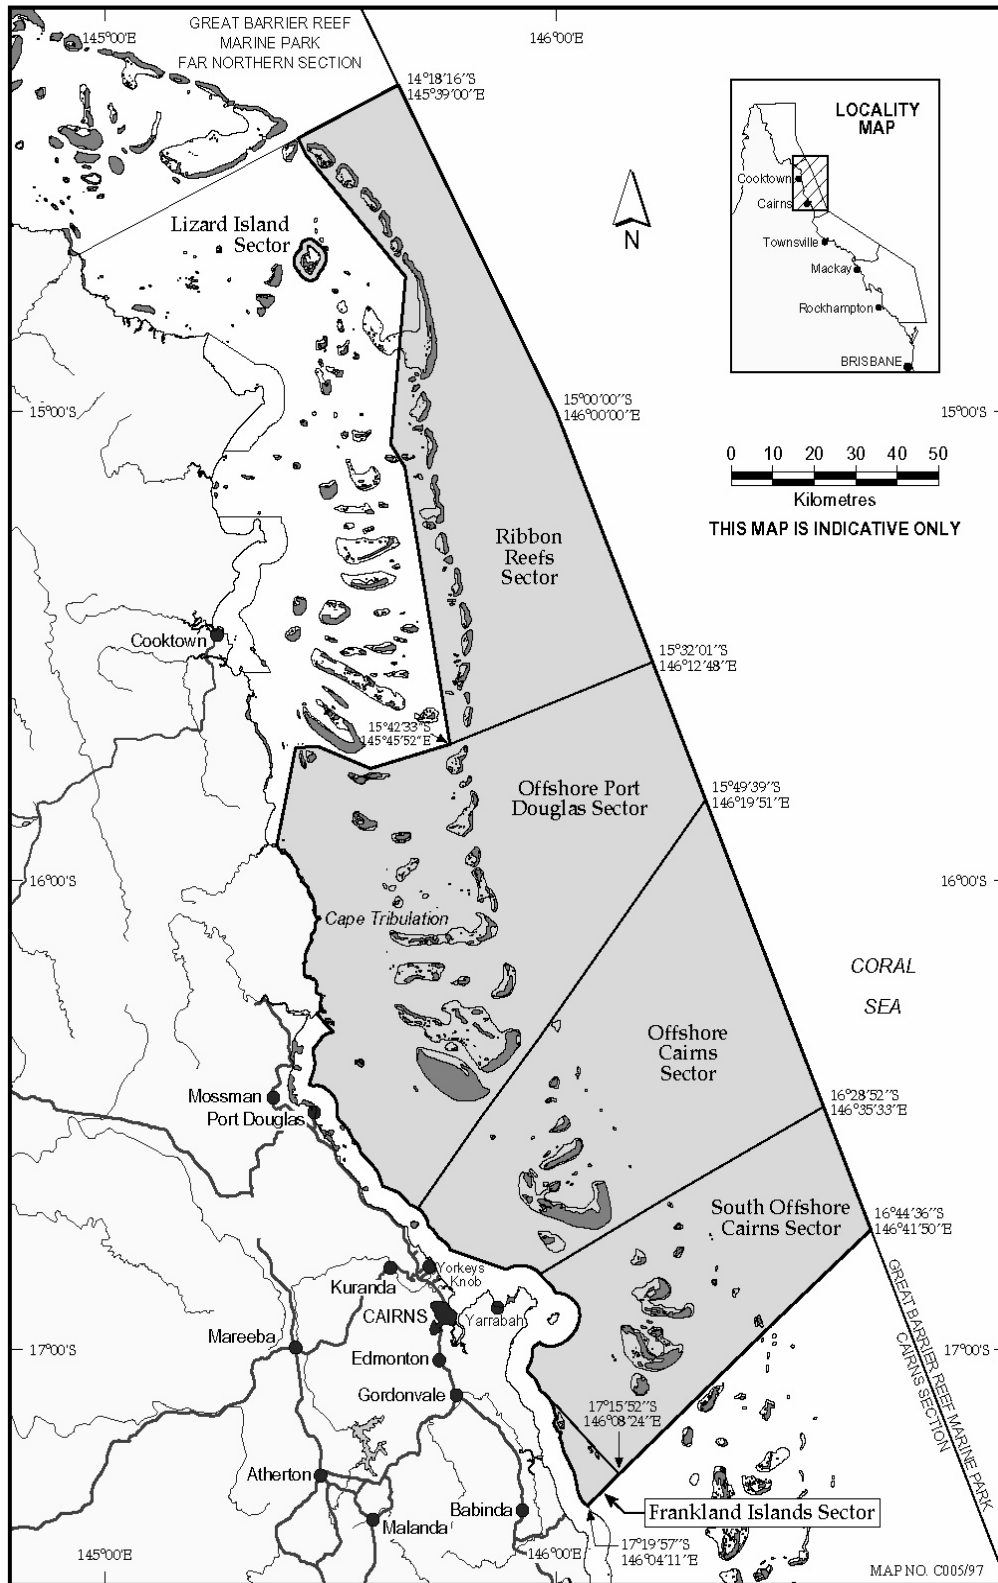 145°00'E
GREAT BARRIER REEF
MARINE PARK
FAR NORTHERN SECTION
146°00'E
14°18'16"S
145°39'00"E
LOCALITY
MAP
Cooktown
Cairns
Townsville
Mackay
Rockhampton
BRISBANE
N
Lizard Island
Sector
15°00'S
15°00'00"S
146°00'00"E
15°00'S
0 10 20 30 40 50
Kilometres
THIS MAP IS INDICATIVE ONLY
Ribbon
Reefs
Sector
Cooktown
15°32'01"S
146°12'48"E
15°42'33"S
145°45'52"E
Offshore Port
Douglas Sector
15°49'39"S
146°19'51"E
16°00'S
16°00'S
Cape Tribulation
CORAL
SEA
Offshore
Cairns
Sector
Mossman
Port Douglas
16°28'52"S
146°35'33"E
South Offshore
Cairns Sector
16°44'36"S
146°41'50"E
Yorkeys
Knob
Kuranda
CAIRNS
Yarrabah
Mareeba
17°00'S
Edmonton
17°00'S
GREAT BARRIER REEF MARINE PARK
CAIRNS SECTION
Gordonvale
17°15'52"S
146°08'24"E
Atherton
Babinda
Malanda
Frankland Islands Sector
17°19'57"S
146°04'11"E
145°00'E
146°00'E
MAP NO. C005/97